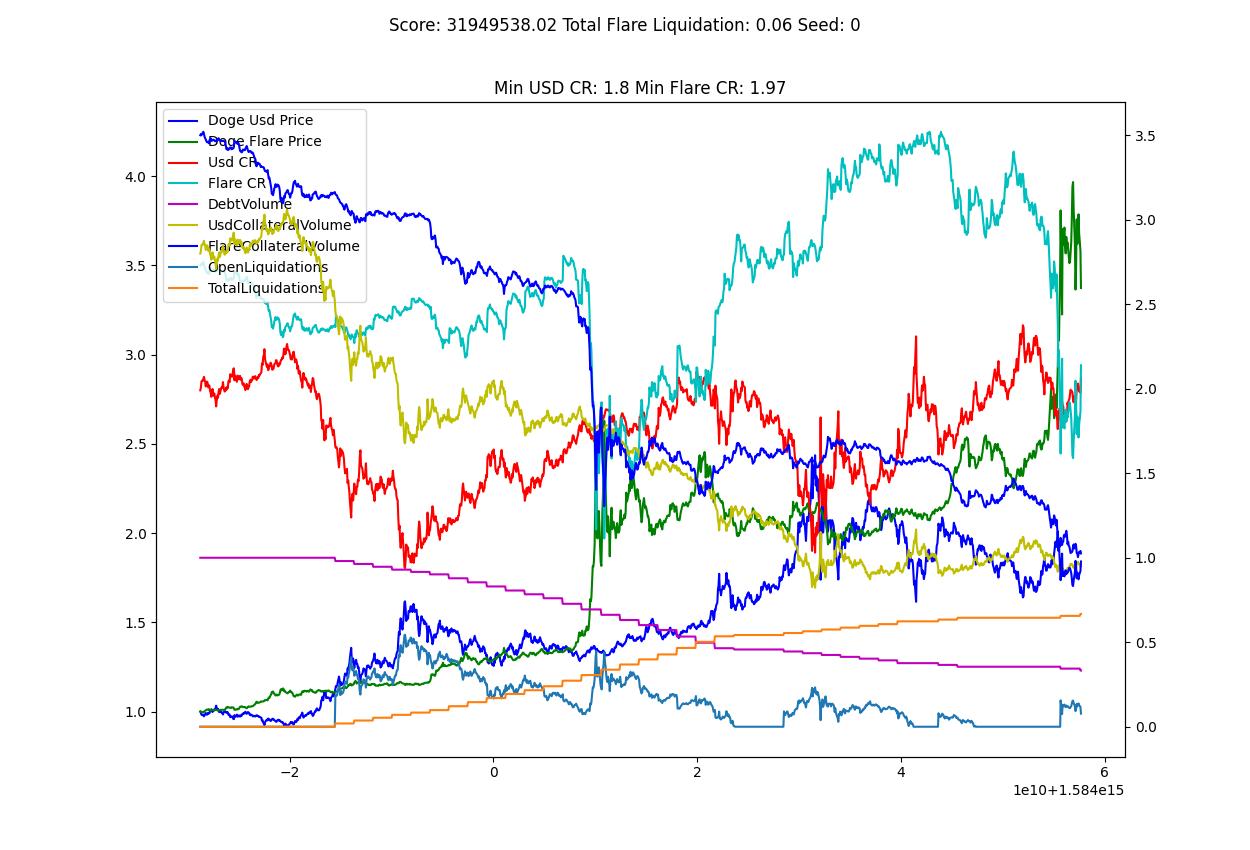 Score: 31949538.02 Total Flare Liquidation: 0.06 Seed: 0
Min USD CR: 1.8 Min Flare CR: 1.97
Doge Usd Price
Doge Flare Price
Usd CR
Flare CR
DebtVolume
UsdCollateralVolume
FlareCollateralVolume
OpenLiquidations
TotalLiquidations
4.0
3.5
3.0
2.5
2.0
1.5
1.0
3.5
3.0
2.5
2.0
1.5
1.0
0.5
0.0
−2 0 2 4 6
1e10+1.584e15